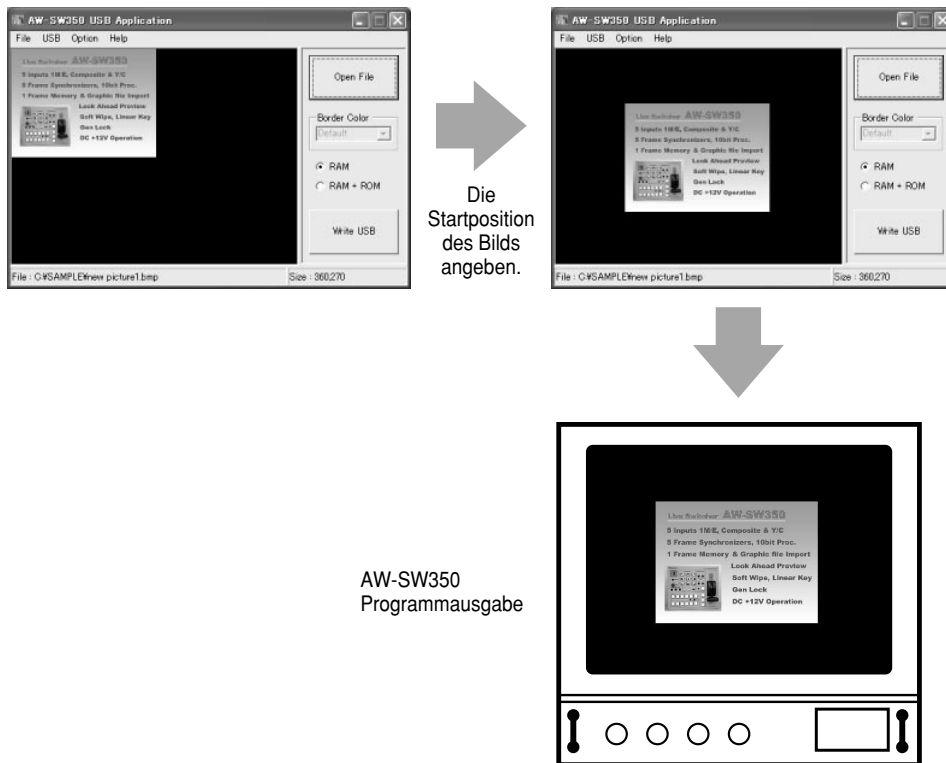 AW-SW350 USB Application
File USB Option Help
Live Switcher AW-SW350
5 Inputs 1M/E, Composite & Y/C
5 Frame Synchronizers, 10bit Proc.
1 Frame Memory & Graphic file Import
Look Ahead Preview
Soft Wipe, Linear Key
Gen Lock
DC +12V Operation
Open File
Border Color
Default
RAM
RAM + ROM
Write USB
File : C:¥SAMPLE¥new picture1.bmp
Size : 360,270
Die
Startposition
des Bilds
angeben.
AW-SW350 USB Application
File USB Option Help
Live Switcher AW-SW350
5 Inputs 1M/E, Composite & Y/C
5 Frame Synchronizers, 10bit Proc.
1 Frame Memory & Graphic file Import
Look Ahead Preview
Soft Wipe, Linear Key
Gen Lock
DC +12V Operation
Open File
Border Color
Default
RAM
RAM + ROM
Write USB
File : C:¥SAMPLE¥new picture1.bmp
Size : 360,270
AW-SW350
Programmausgabe
Live Switcher AW-SW350
5 Inputs 1M/E, Composite & Y/C
5 Frame Synchronizers, 10bit Proc.
1 Frame Memory & Graphic file Import
Look Ahead Preview
Soft Wipe, Linear Key
Gen Lock
DC +12V Operation